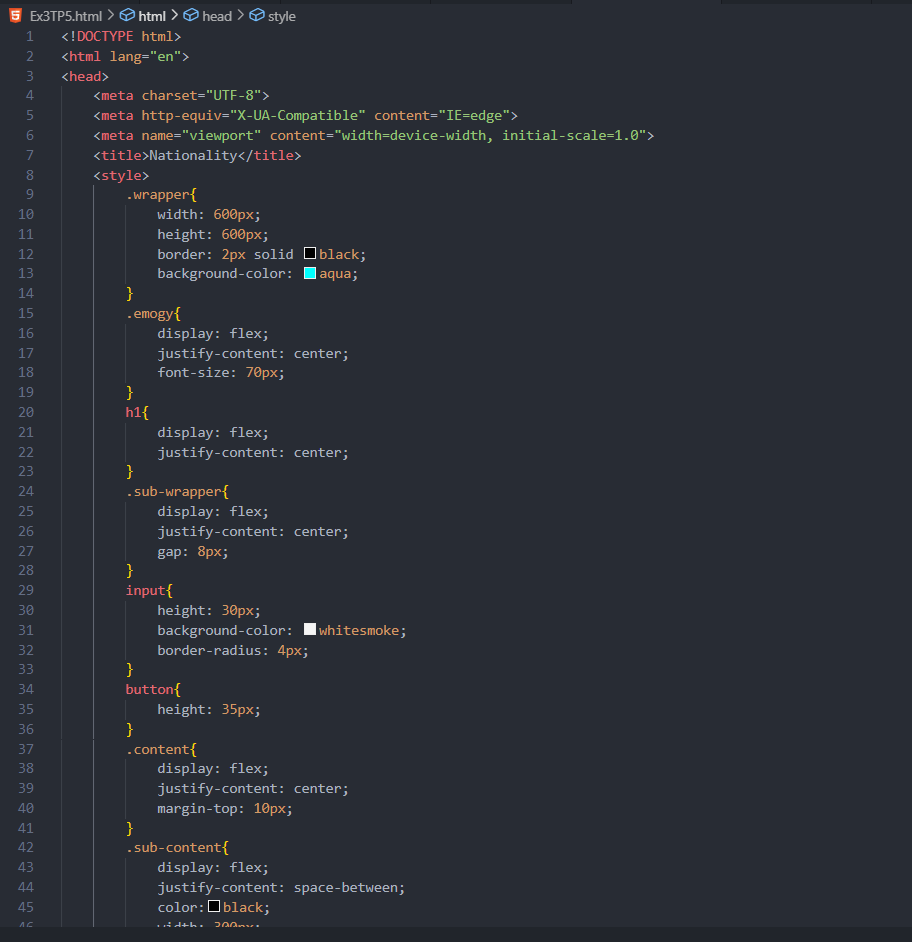 Ex3TP5.html > html > head > style
1 <!DOCTYPE html>
2 <html lang="en">
3 <head>
4 <meta charset="UTF-8">
5 <meta http-equiv="X-UA-Compatible" content="IE=edge">
6 <meta name="viewport" content="width=device-width, initial-scale=1.0">
7 <title>Nationality</title>
8 <style>
9 .wrapper{
10 width: 600px;
11 height: 600px;
12 border: 2px solid black;
13 background-color: aqua;
14 }
15 .emogy{
16 display: flex;
17 justify-content: center;
18 font-size: 70px;
19 }
20 h1{
21 display: flex;
22 justify-content: center;
23 }
24 .sub-wrapper{
25 display: flex;
26 justify-content: center;
27 gap: 8px;
28 }
29 input{
30 height: 30px;
31 background-color: whitesmoke;
32 border-radius: 4px;
33 }
34 button{
35 height: 35px;
36 }
37 .content{
38 display: flex;
39 justify-content: center;
40 margin-top: 10px;
41 }
42 .sub-content{
43 display: flex;
44 justify-content: space-between;
45 color: black;
46 width: 300px;